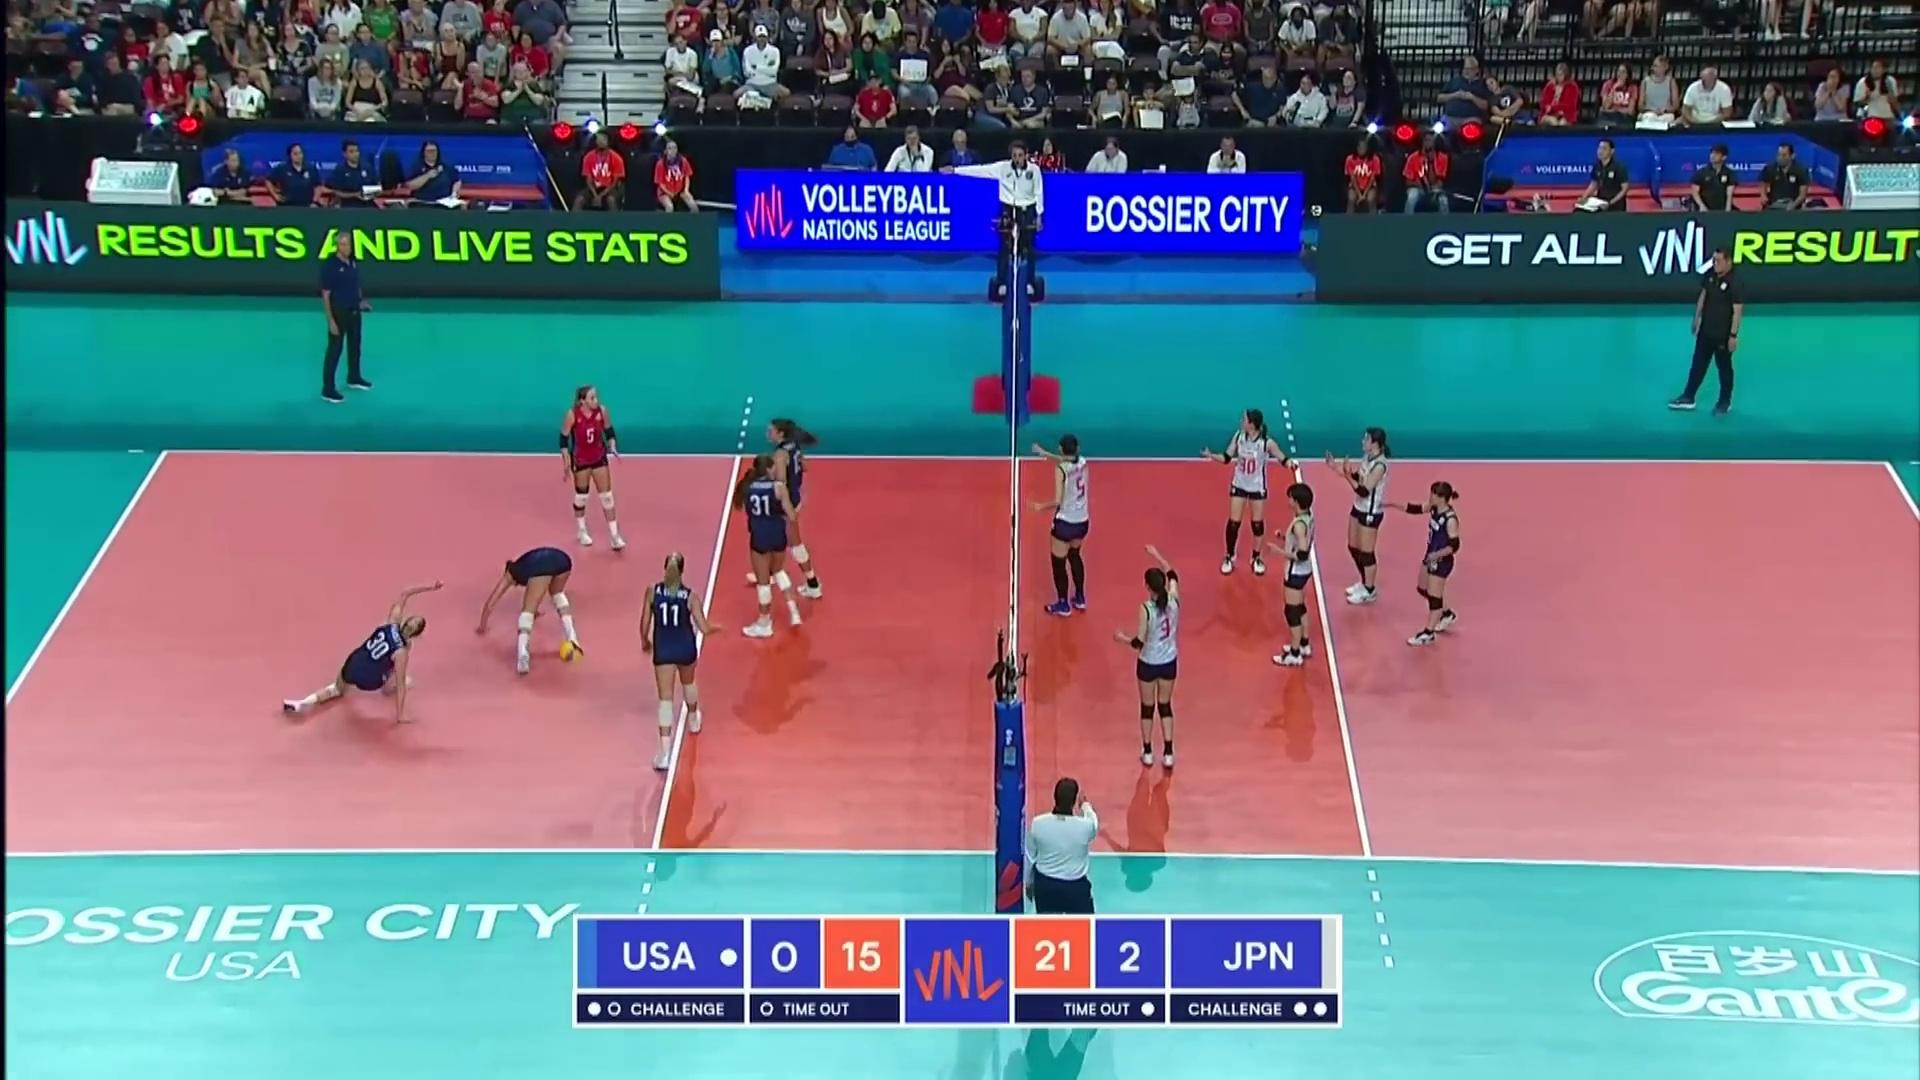 VNL RESULTS AND LIVE STATS
VNL VOLLEYBALL
NATIONS LEAGUE
BOSSIER CITY
GET ALL VNL RESULTS
VOLLEYBALL
5
31
11
30
5
30
3
OSSIER CITY
USA
百岁山
Gante
USA 0 15 VNL 21 2 JPN
CHALLENGE TIME OUT TIME OUT CHALLENGE